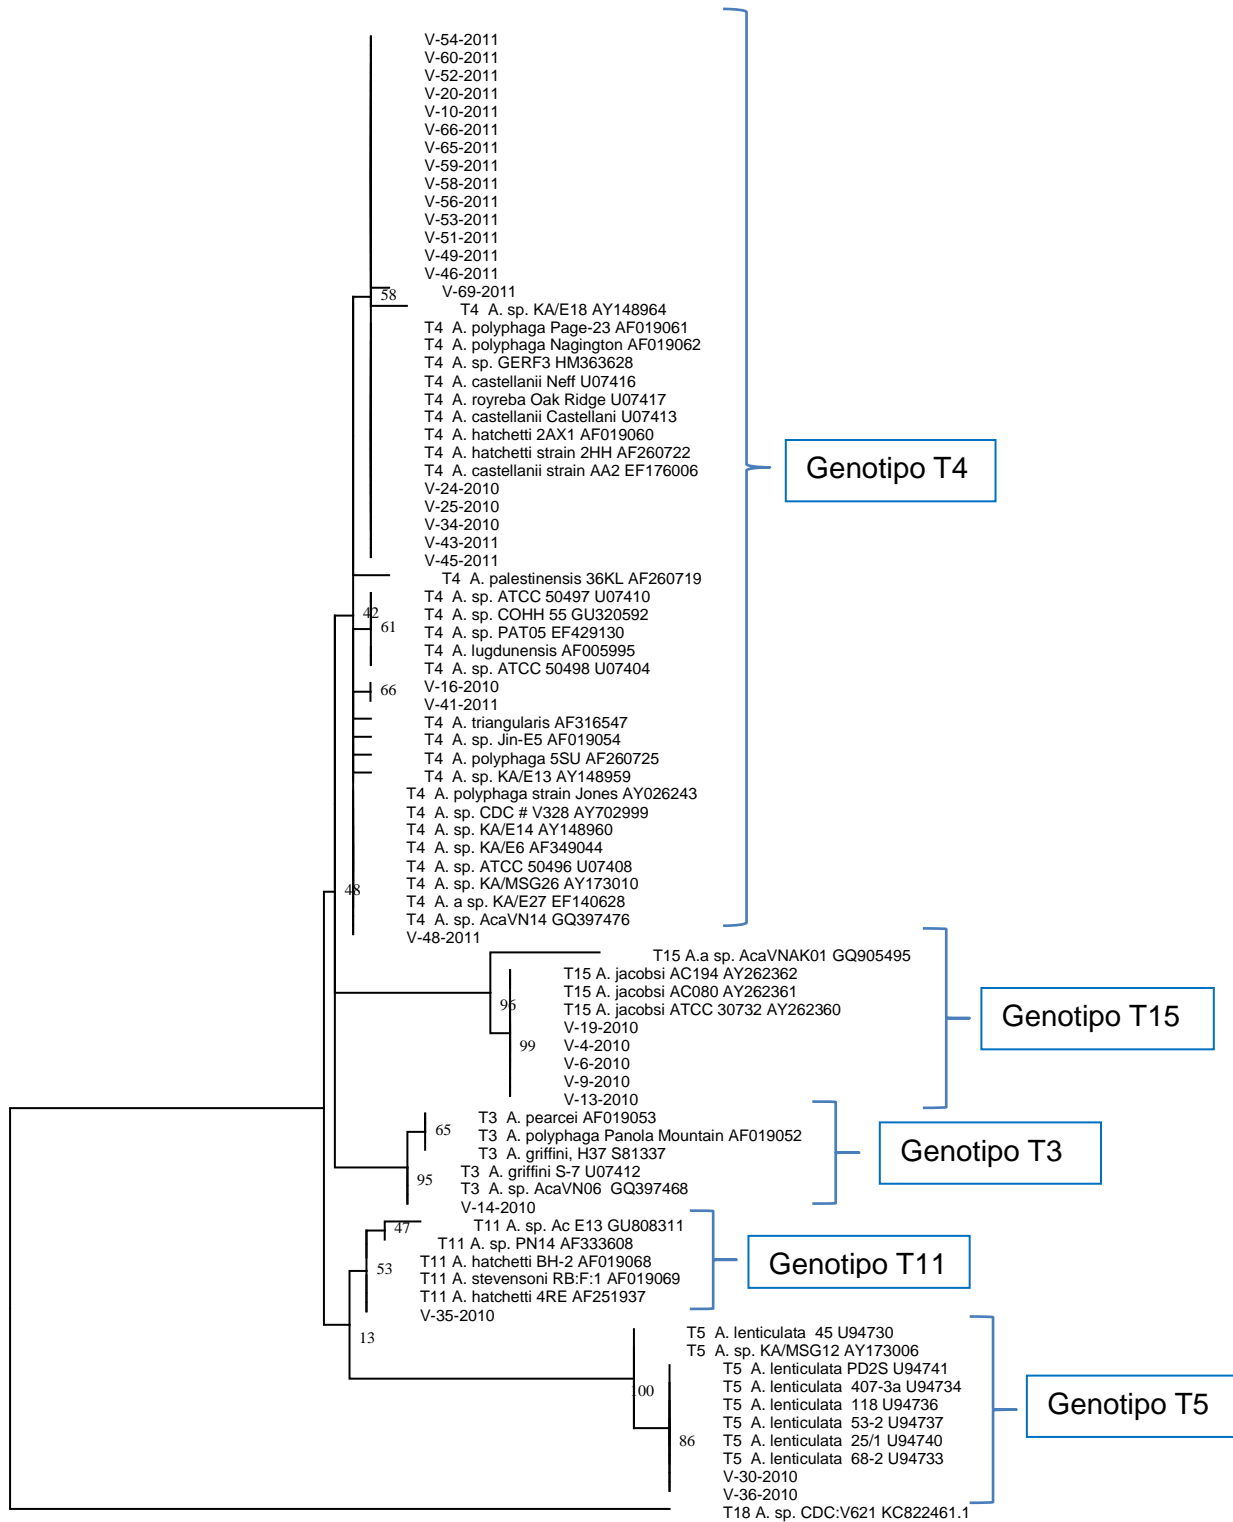 V-54-2011
V-60-2011
V-52-2011
V-20-2011
V-10-2011
V-66-2011
V-65-2011
V-59-2011
V-58-2011
V-56-2011
V-53-2011
V-51-2011
V-49-2011
V-46-2011
V-69-2011
58
T4 A. sp. KA/E18 AY148964
T4 A. polyphaga Page-23 AF019061
T4 A. polyphaga Nagington AF019062
T4 A. sp. GERF3 HM363628
T4 A. castellanii Neff U07416
T4 A. royreba Oak Ridge U07417
T4 A. castellanii Castellani U07413
T4 A. hatchetti 2AX1 AF019060
T4 A. hatchetti strain 2HH AF260722
T4 A. castellanii strain AA2 EF176006
Genotipo T4
V-24-2010
V-25-2010
V-34-2010
V-43-2011
V-45-2011
T4 A. palestinensis 36KL AF260719
T4 A. sp. ATCC 50497 U07410
42
T4 A. sp. COHH 55 GU320592
61
T4 A. sp. PAT05 EF429130
T4 A. lugdunensis AF005995
T4 A. sp. ATCC 50498 U07404
66
V-16-2010
V-41-2011
T4 A. triangularis AF316547
T4 A. sp. Jin-E5 AF019054
T4 A. polyphaga 5SU AF260725
T4 A. sp. KA/E13 AY148959
T4 A. polyphaga strain Jones AY026243
T4 A. sp. CDC # V328 AY702999
T4 A. sp. KA/E14 AY148960
T4 A. sp. KA/E6 AF349044
T4 A. sp. ATCC 50496 U07408
48
T4 A. sp. KA/MSG26 AY173010
T4 A. a sp. KA/E27 EF140628
T4 A. sp. AcaVN14 GQ397476
V-48-2011
T15 A.a sp. AcaVNAK01 GQ905495
T15 A. jacobsi AC194 AY262362
T15 A. jacobsi AC080 AY262361
96
T15 A. jacobsi ATCC 30732 AY262360
Genotipo T15
V-19-2010
99
V-4-2010
V-6-2010
V-9-2010
V-13-2010
T3 A. pearcei AF019053
65
T3 A. polyphaga Panola Mountain AF019052
T3 A. griffini, H37 S81337
Genotipo T3
T3 A. griffini S-7 U07412
95
T3 A. sp. AcaVN06 GQ397468
V-14-2010
47
T11 A. sp. Ac E13 GU808311
T11 A. sp. PN14 AF333608
T11 A. hatchetti BH-2 AF019068
Genotipo T11
53
T11 A. stevensoni RB:F:1 AF019069
T11 A. hatchetti 4RE AF251937
V-35-2010
13
T5 A. lenticulata 45 U94730
T5 A. sp. KA/MSG12 AY173006
T5 A. lenticulata PD2S U94741
100
T5 A. lenticulata 407-3a U94734
T5 A. lenticulata 118 U94736
Genotipo T5
T5 A. lenticulata 53-2 U94737
86
T5 A. lenticulata 25/1 U94740
T5 A. lenticulata 68-2 U94733
V-30-2010
V-36-2010
T18 A. sp. CDC:V621 KC822461.1